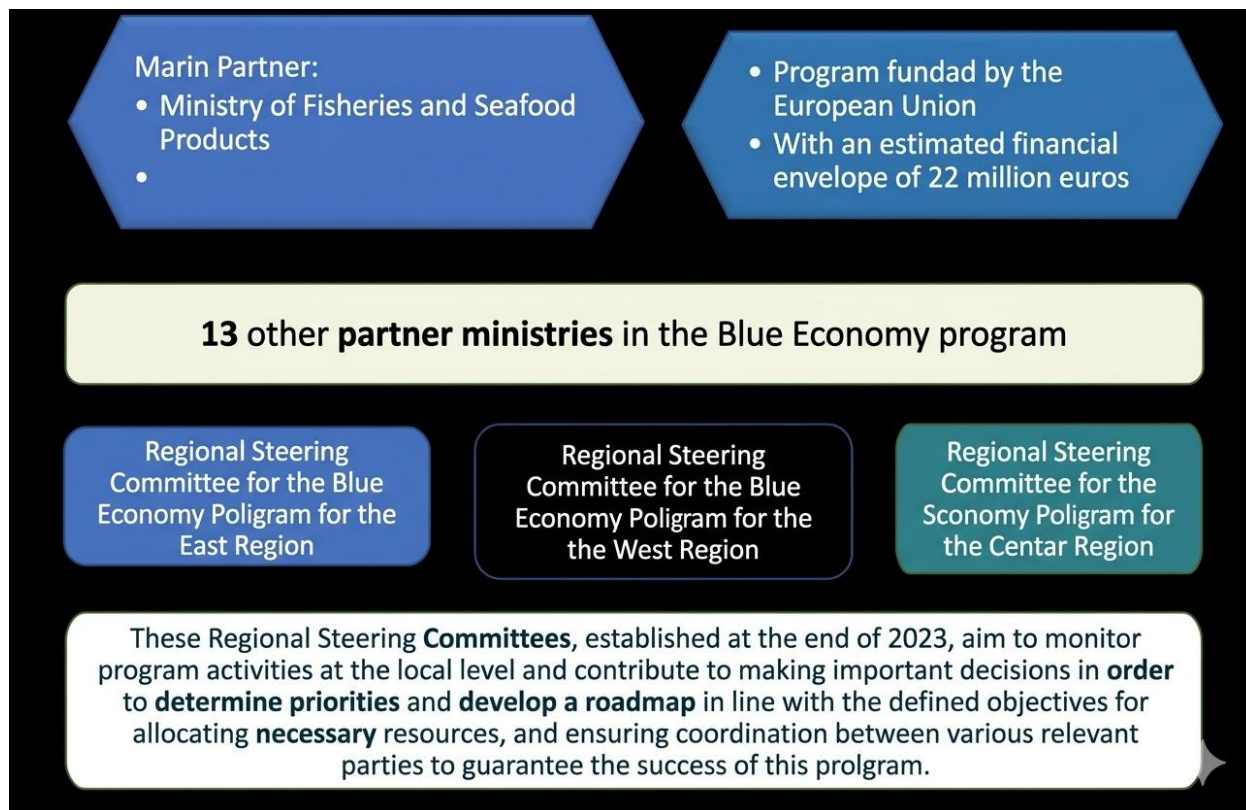 Marin Partner:
• Ministry of Fisheries and Seafood
Products
•
• Program fundad by the
European Union
• With an estimated financial
envelope of 22 million euros
13 other partner ministries in the Blue Economy program
Regional Steering
Committee for the Blue
Economy Poligram for the
East Region
Regional Steering
Committee for the Blue
Economy Poligram for the
the West Region
Regional Steering
Committee for the
Sconomy Poligram for
the Centar Region
These Regional Steering Committees, established at the end of 2023, aim to monitor
program activities at the local level and contribute to making important decisions in order
to determine priorities and develop a roadmap in line with the defined objectives for
allocating necessary resources, and ensuring coordination between various relevant
parties to guarantee the success of this prolgram.